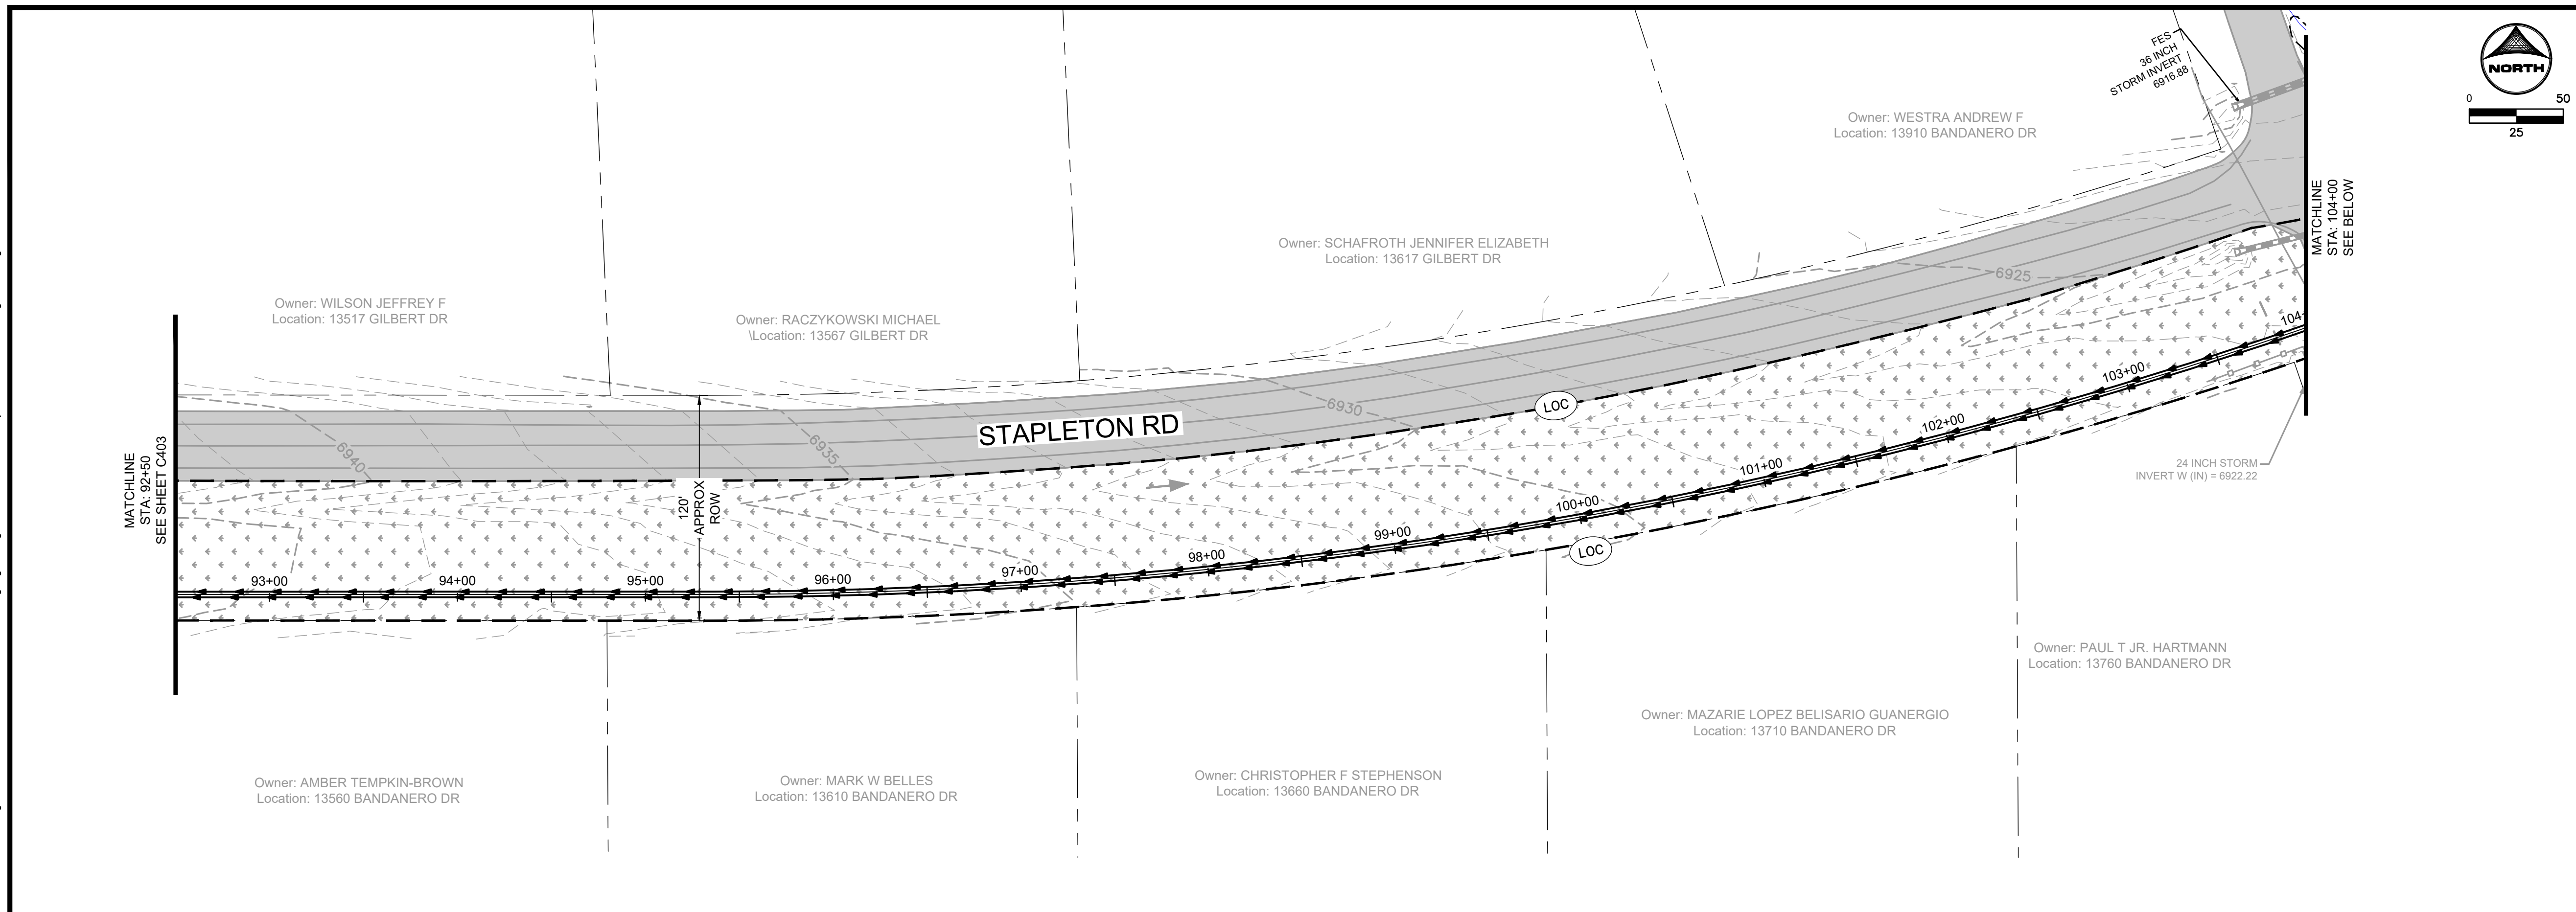 FES
36 INCH
STORM INVERT
6916.88
NORTH
0
50
25
Owner: WESTRA ANDREW F
Location: 13910 BANDANERO DR
MATCHLINE
STA: 104+00
SEE BELOW
Owner: SCHAFROTH JENNIFER ELIZABETH
Location: 13617 GILBERT DR
Owner: WILSON JEFFREY F
Location: 13517 GILBERT DR
Owner: RACZYKOWSKI MICHAEL
\Location: 13567 GILBERT DR
6925
104+
103+00
6930
LOC
STAPLETON RD
102+00
6940
6935
MATCHLINE
STA: 92+50
SEE SHEET C403
101+00
24 INCH STORM
INVERT W (IN) = 6922.22
120'
APPROX
ROW
100+00
99+00
LOC
98+00
97+00
96+00
95+00
94+00
93+00
Owner: PAUL T JR. HARTMANN
Location: 13760 BANDANERO DR
Owner: MAZARIE LOPEZ BELISARIO GUANERGIO
Location: 13710 BANDANERO DR
Owner: AMBER TEMPKIN-BROWN
Location: 13560 BANDANERO DR
Owner: MARK W BELLES
Location: 13610 BANDANERO DR
Owner: CHRISTOPHER F STEPHENSON
Location: 13660 BANDANERO DR